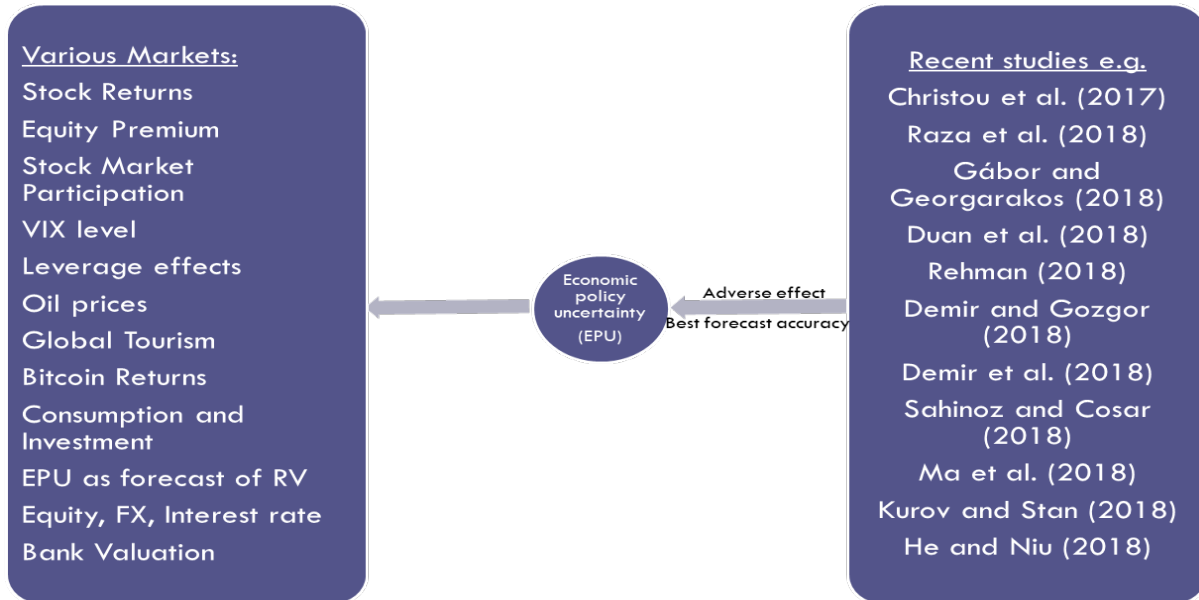 Various Markets:
Stock Returns
Equity Premium
Stock Market
Participation
VIX level
Leverage effects
Oil prices
Global Tourism
Bitcoin Returns
Consumption and
Investment
EPU as forecast of RV
Equity, FX, Interest rate
Bank Valuation
Economic
policy
uncertainty
(EPU)
Adverse effect
Best forecast accuracy
Recent studies e.g.
Christou et al. (2017)
Raza et al. (2018)
Gábor and
Georgarakos (2018)
Duan et al. (2018)
Rehman (2018)
Demir and Gozgor
(2018)
Demir et al. (2018)
Sahinoz and Cosar
(2018)
Ma et al. (2018)
Kurov and Stan (2018)
He and Niu (2018)